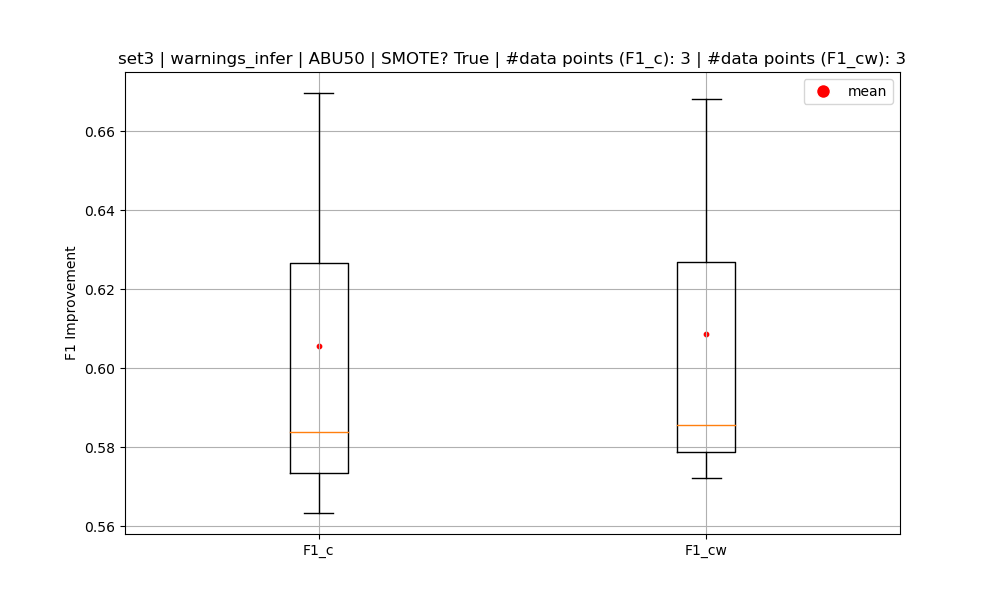 set3 | warnings_infer | ABU50 | SMOTE? True | #data points (F1_c): 3 | #data points (F1_cw): 3
mean
0.66
0.64
0.62
0.60
0.58
0.56
F1 Improvement
F1_c
F1_cw